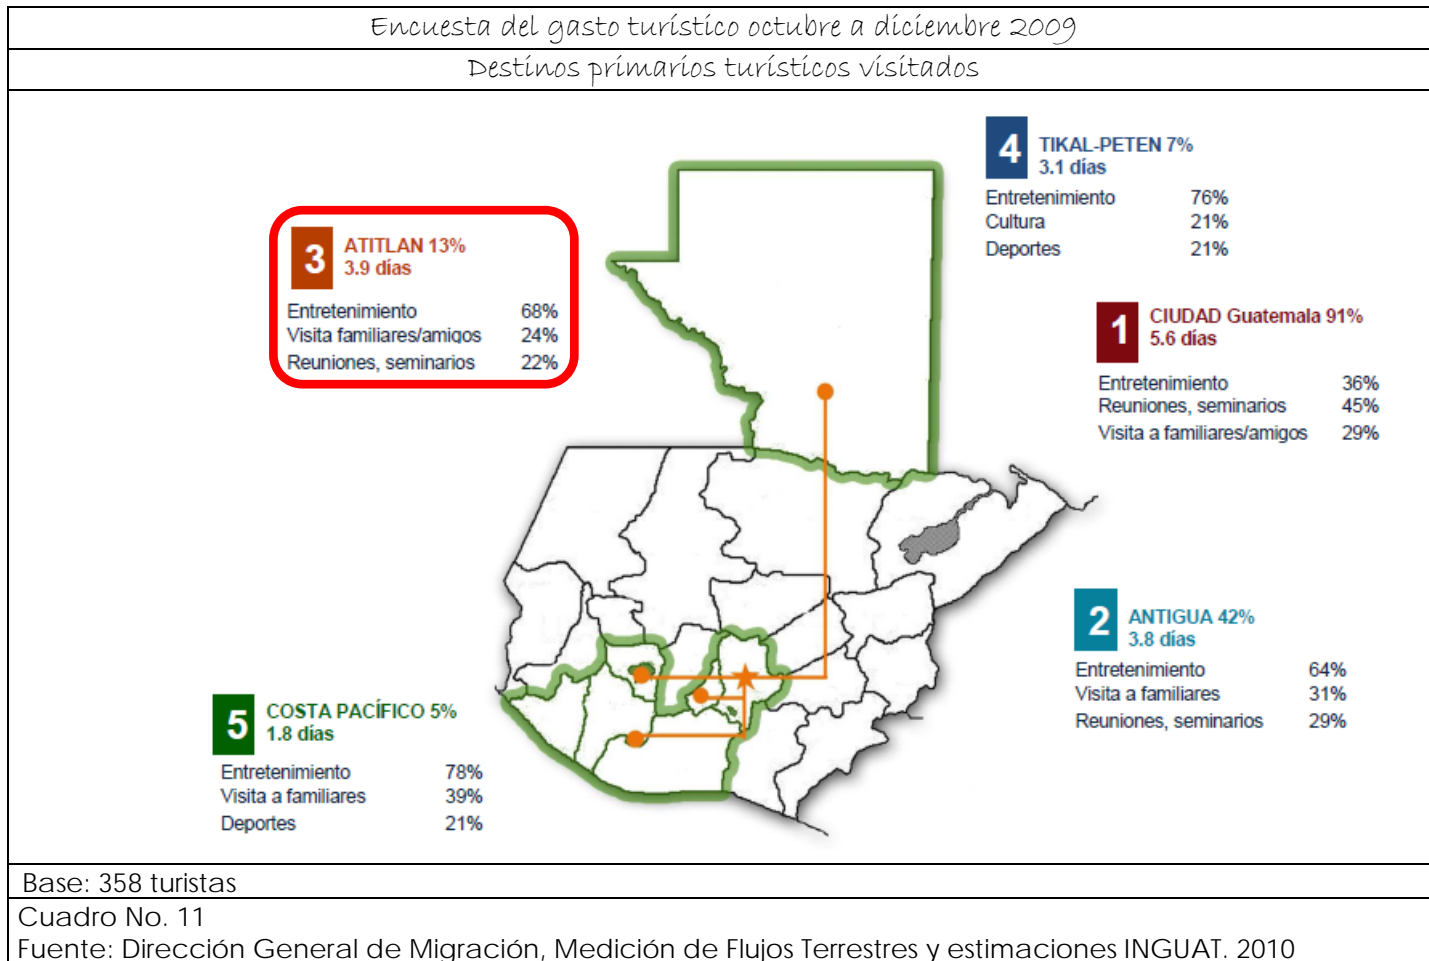 Encuesta del gasto turístico octubre a diciembre 2009
Destinos primarios turísticos visitados
4 TIKAL-PETEN 7%
3.1 días
Entretenimiento 76%
Cultura 21%
Deportes 21%
3 ATITLAN 13%
3.9 días
Entretenimiento 68%
Visita familiares/amigos 24%
Reuniones, seminarios 22%
1 CIUDAD Guatemala 91%
5.6 días
Entretenimiento 36%
Reuniones, seminarios 45%
Visita a familiares/amigos 29%
2 ANTIGUA 42%
3.8 días
Entretenimiento 64%
Visita a familiares 31%
Reuniones, seminarios 29%
5 COSTA PACÍFICO 5%
1.8 días
Entretenimiento 78%
Visita a familiares 39%
Deportes 21%
Base: 358 turistas
Cuadro No. 11
Fuente: Dirección General de Migración, Medición de Flujos Terrestres y estimaciones INGUAT. 2010